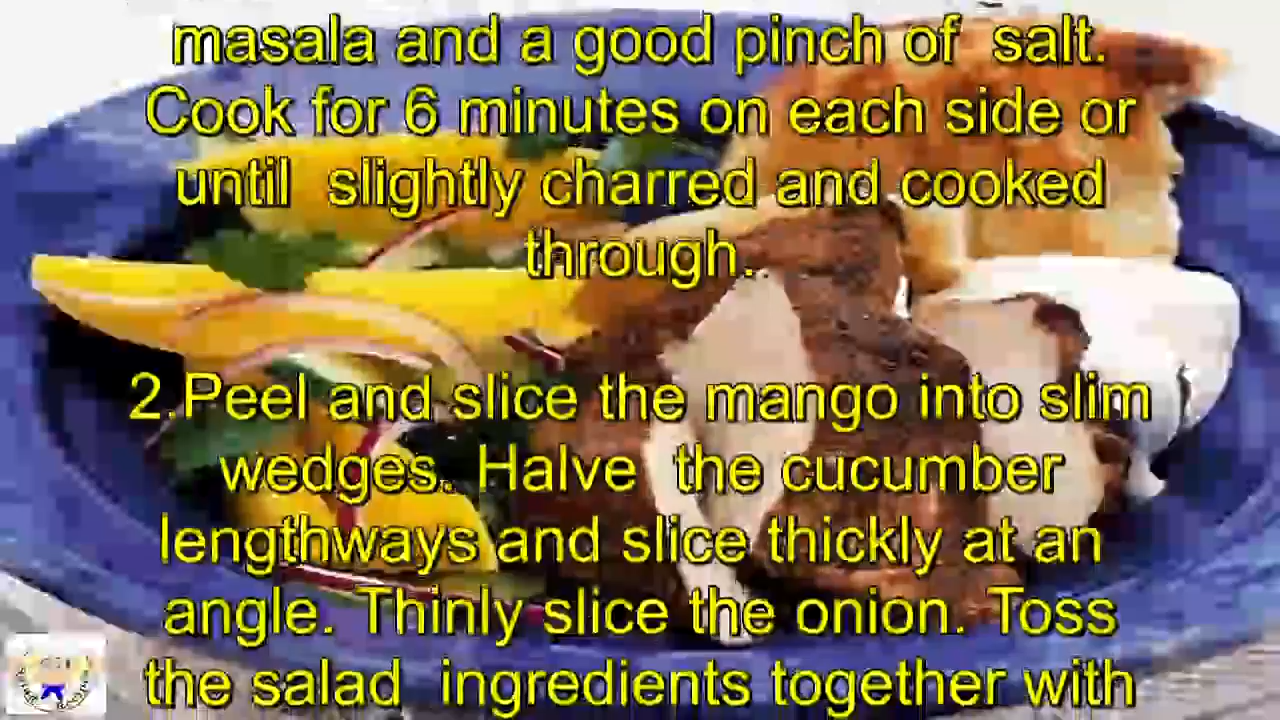 masala and a good pinch of salt.
Cook for 6 minutes on each side or
until slightly charred and cooked
through.
2.Peel and slice the mango into slim
wedges. Halve the cucumber
lengthways and slice thickly at an
angle. Thinly slice the onion. Toss
the salad ingredients together with